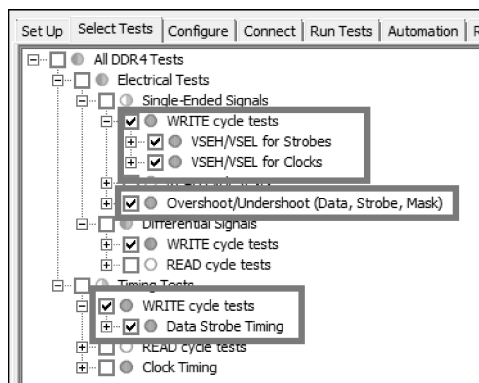 Set Up Select Tests Configure Connect Run Tests Automation
All DDR4 Tests
Electrical Tests
Single-Ended Signals
WRITE cycle tests
VSEH/VSEL for Strobes
VSEH/VSEL for Clocks
Overshoot/Undershoot (Data, Strobe, Mask)
Differential Signals
WRITE cycle tests
READ cycle tests
Timing Tests
WRITE cycle tests
Data Strobe Timing
READ cycle tests
Clock Timing